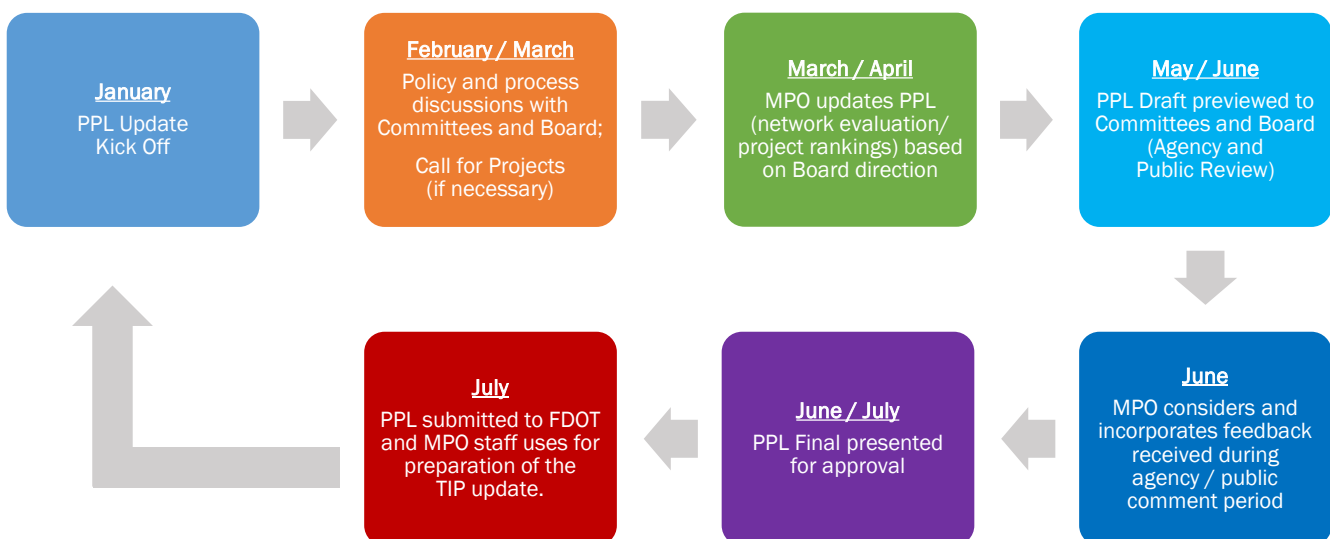 January
PPL Update
Kick Off
February / March
Policy and process
discussions with
Committees and Board;
Call for Projects
(if necessary)
March / April
MPO updates PPL
(network evaluation/
project rankings) based
on Board direction
May / June
PPL Draft previewed to
Committees and Board
(Agency and
Public Review)
June
MPO considers and
incorporates feedback
received during
agency / public
comment period
June / July
PPL Final presented
for approval
July
PPL submitted to FDOT
and MPO staff uses for
preparation of the
TIP update.